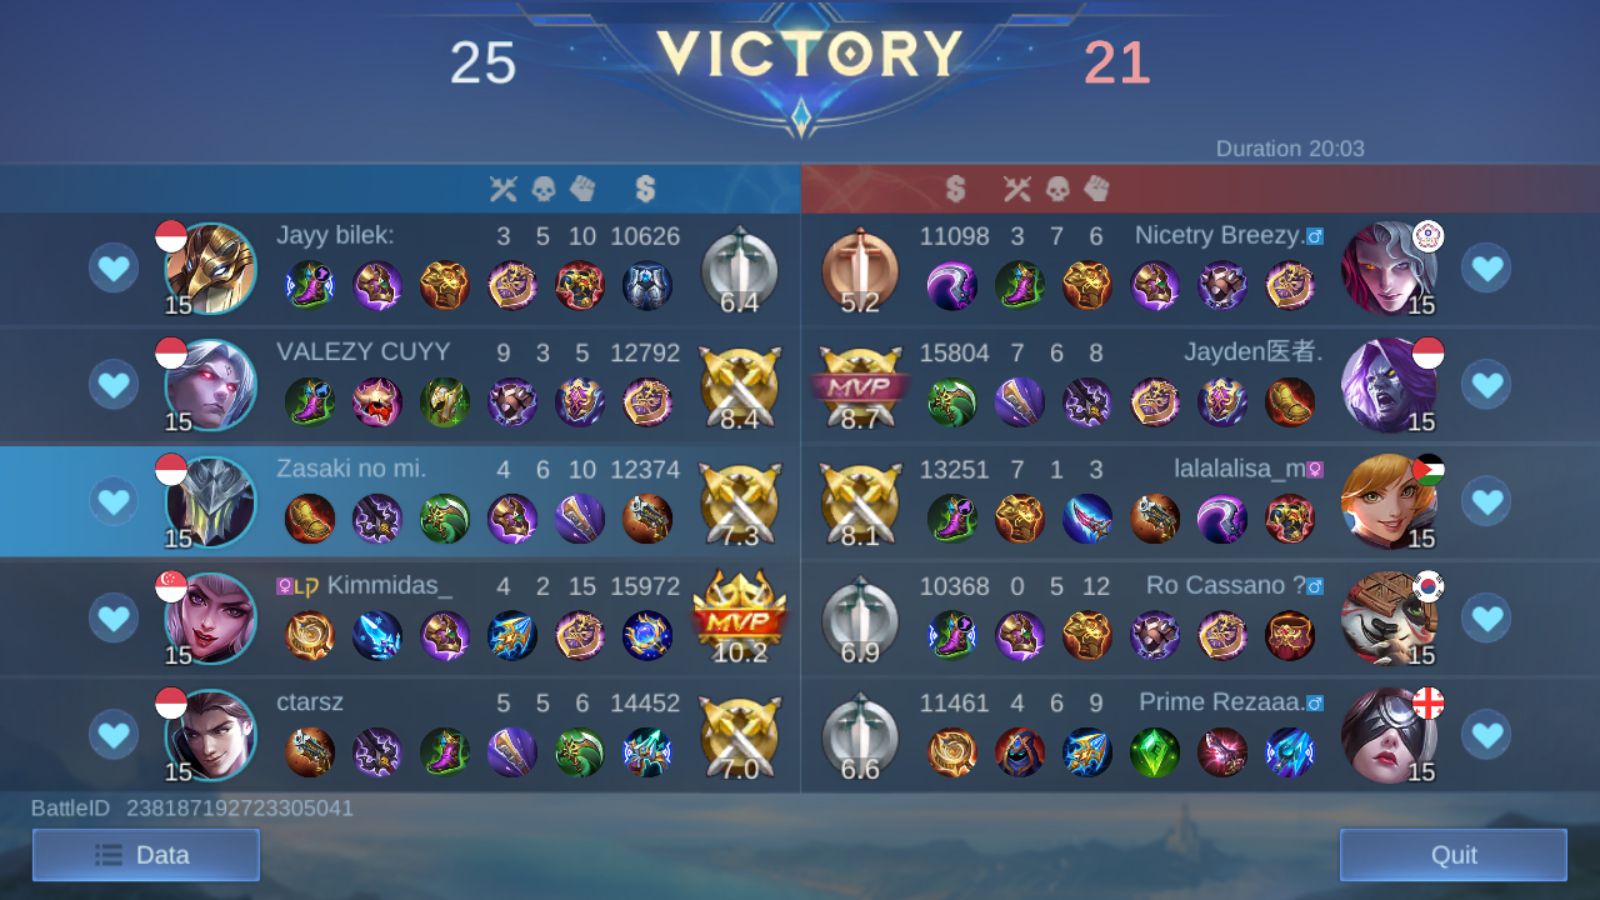 25 VICTORY 21
Duration 20:03
Jayy bilek: 3 5 10 10626 6.4 15
VALEZY CUYY 9 3 5 12792 8.4 15
Zasaki no mi. 4 6 10 12374 7.3 15
LP Kimmidas_ 4 2 15 15972 MVP 10.2 15
ctarsz 5 5 6 14452 7.0 15
5.2 11098 3 7 6 Nicetry Breezy. 15
MVP 8.7 15804 7 6 8 Jayden医者. 15
8.1 13251 7 1 3 lalalalisa_m 15
6.9 10368 0 5 12 Ro Cassano ? 15
6.6 11461 4 6 9 Prime Rezaaa. 15
BattleID 238187192723305041
Data
Quit